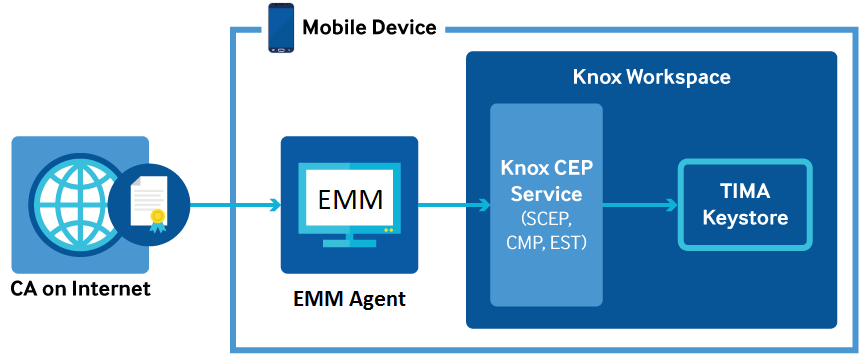 Mobile Device
Knox Workspace
Knox CEP
Service
(SCEP,
CMP, EST)
TIMA
Keystore
EMM
CA on Internet
EMM Agent